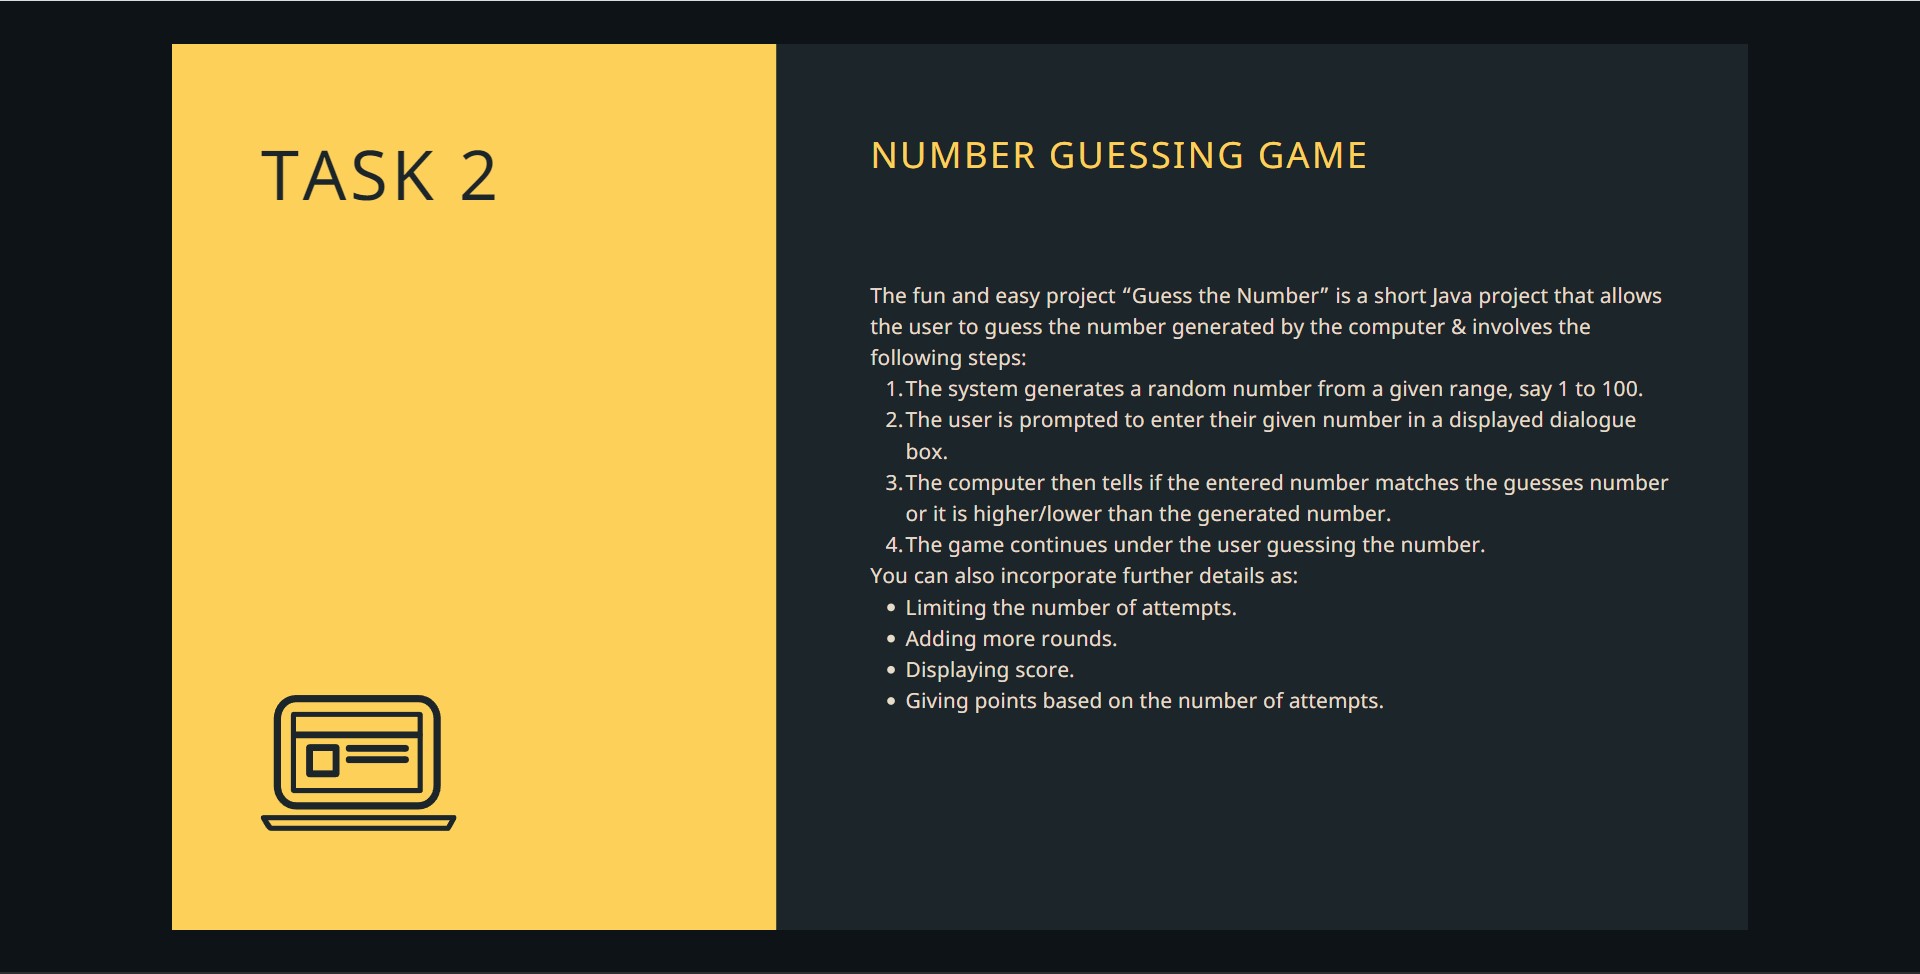 TASK 2
NUMBER GUESSING GAME
The fun and easy project “Guess the Number” is a short Java project that allows
the user to guess the number generated by the computer & involves the
following steps:
1.The system generates a random number from a given range, say 1 to 100.
2.The user is prompted to enter their given number in a displayed dialogue
box.
3.The computer then tells if the entered number matches the guesses number
or it is higher/lower than the generated number.
4.The game continues under the user guessing the number.
You can also incorporate further details as:
• Limiting the number of attempts.
• Adding more rounds.
• Displaying score.
• Giving points based on the number of attempts.